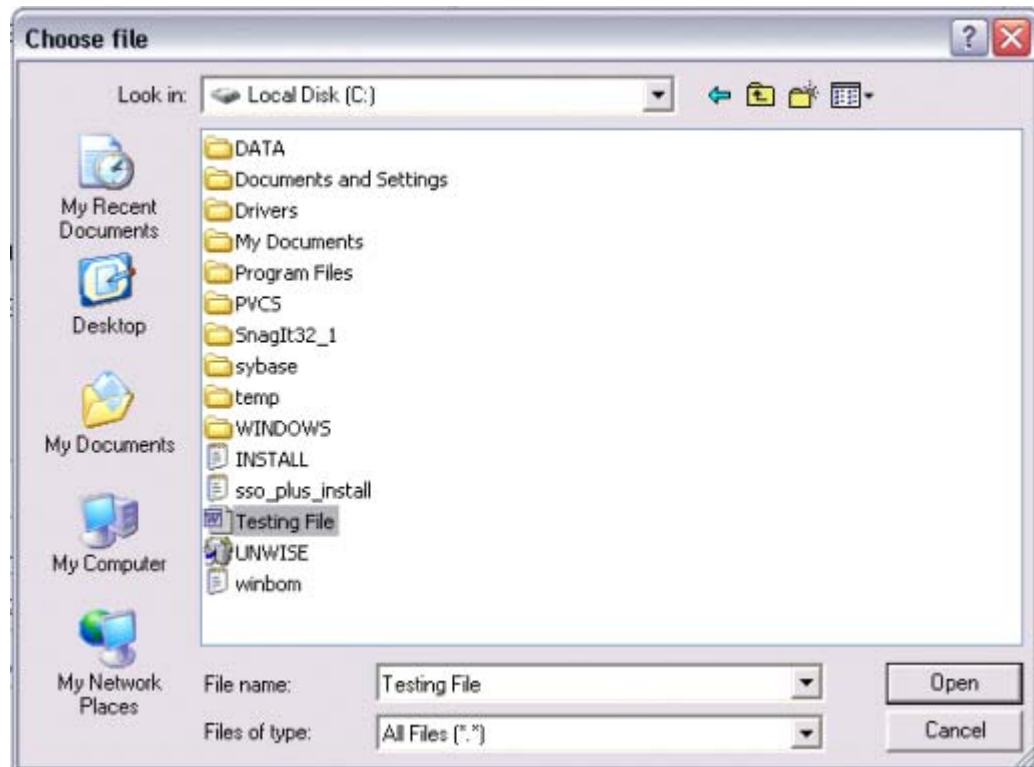 Choose file
?
Look in:
Local Disk (C:)
My Recent
Documents
Desktop
My Documents
My Computer
My Network
Places
DATA
Documents and Settings
Drivers
My Documents
Program Files
PVCS
SnagIt32_1
sybase
temp
WINDOWS
INSTALL
sso_plus_install
Testing File
UNWISE
winbom
File name:
Testing File
Open
Files of type:
All Files (*.*)
Cancel